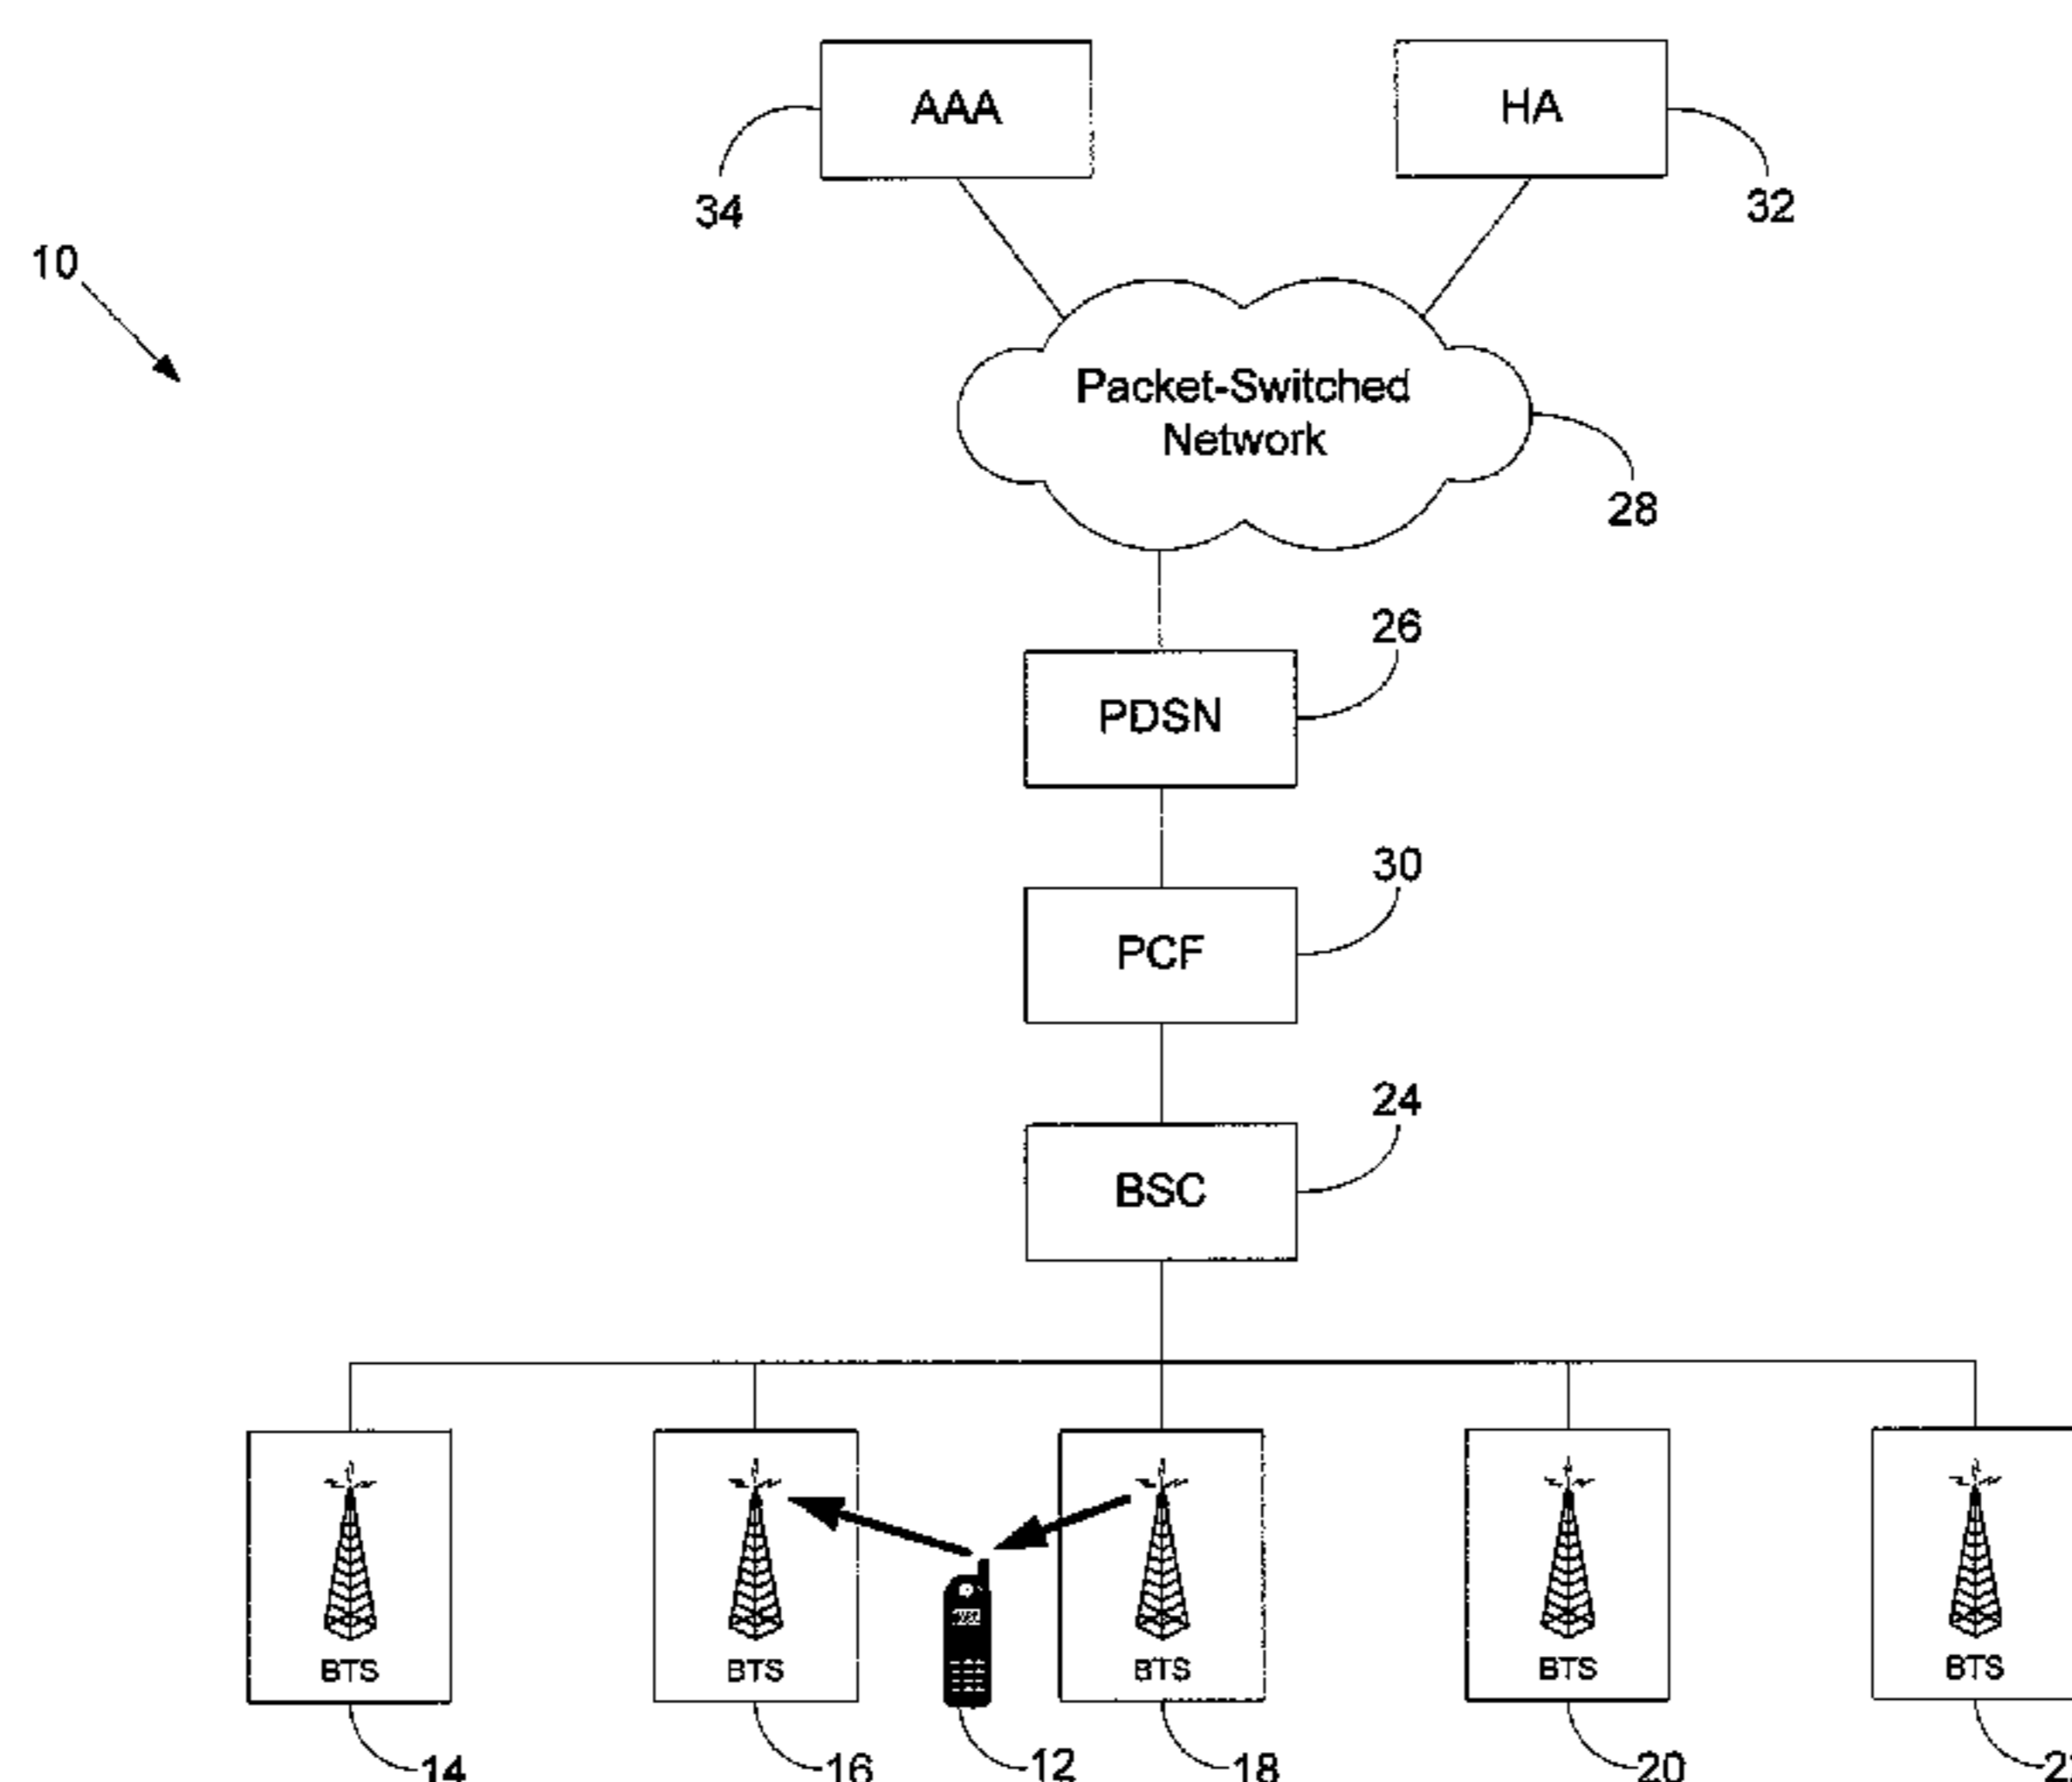 AAA
HA
34
32
10
Packet-Switched
Network
28
26
PDSN
30
PCF
24
BSC
BTS
BTS
BTS
BTS
BTS
14
16
12
18
20